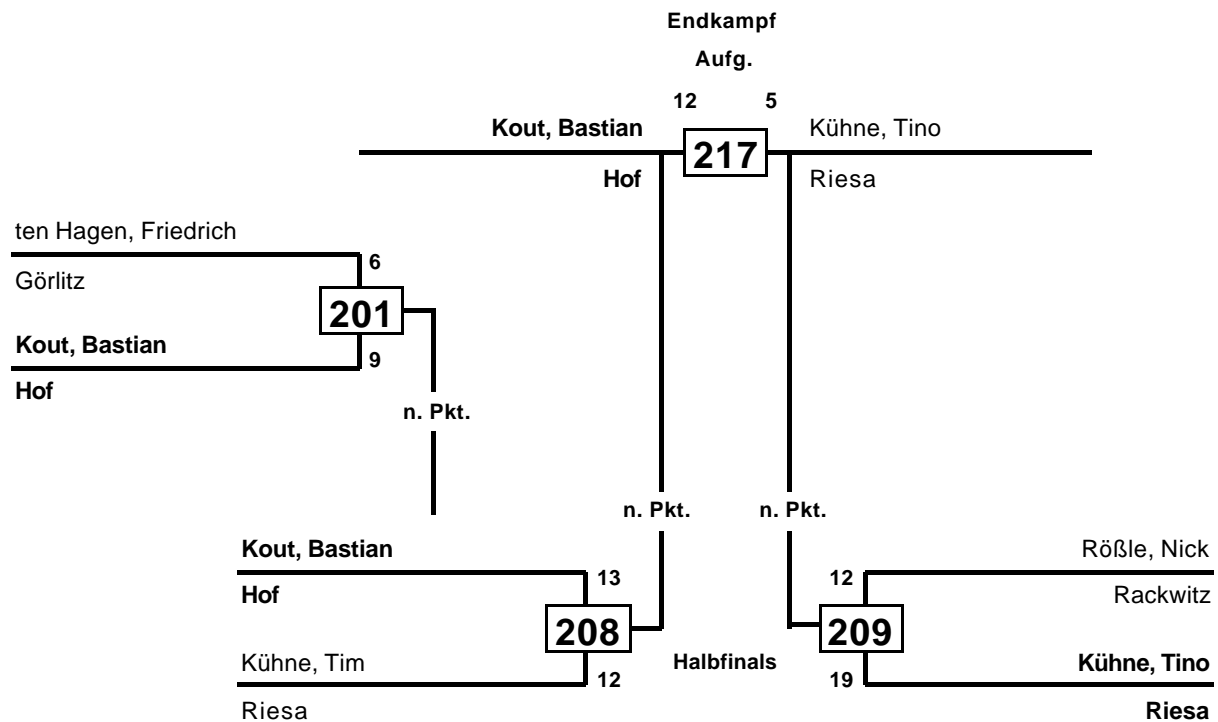 Endkampf
Aufg.
12 5
Kout, Bastian 217 Kühne, Tino
Hof Riesa
ten Hagen, Friedrich
6
Görlitz
201
Kout, Bastian
9
Hof
n. Pkt.
n. Pkt. n. Pkt.
Kout, Bastian Rößle, Nick
13 12
Hof Rackwitz
208 209
Kühne, Tim Halbfinals Kühne, Tino
12 19
Riesa Riesa